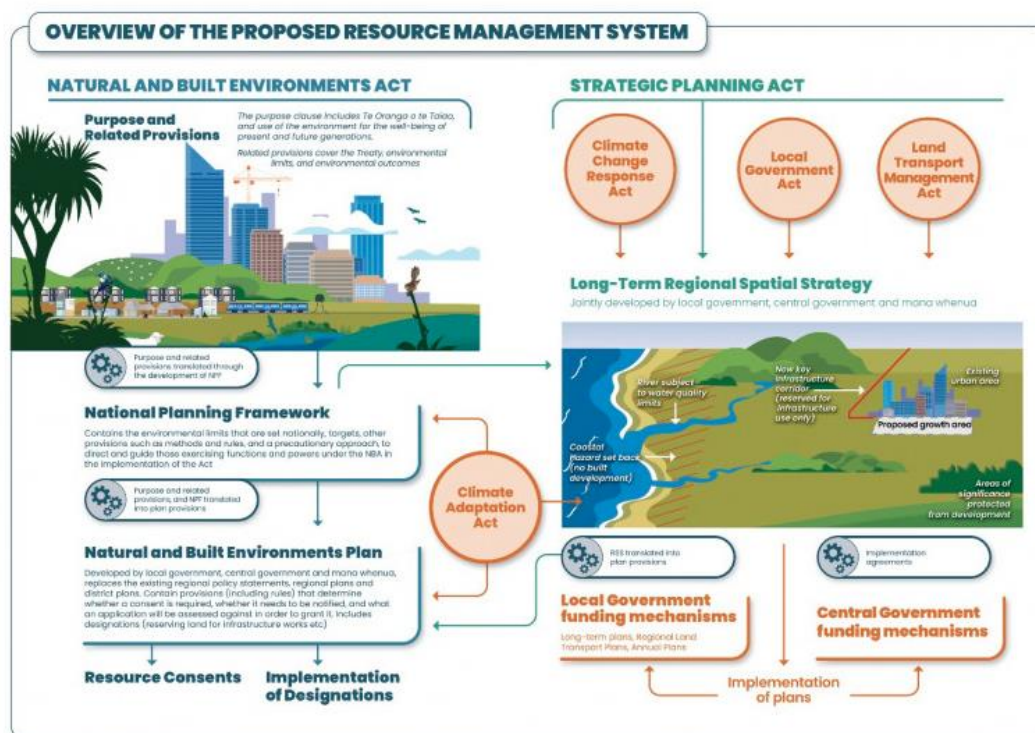 OVERVIEW OF THE PROPOSED RESOURCE MANAGEMENT SYSTEM
NATURAL AND BUILT ENVIRONMENTS ACT
Purpose and
Related Provisions
The purpose clause includes Te Oranga o te Taiao,
and use of the environment for the well-being of
present and future generations.
Related provisions cover the Treaty, environmental
limits, and environmental outcomes
Purpose and related
provisions translated through
the development of NPF
National Planning Framework
Contains the environmental limits that are set nationally, targets, other
provisions such as methods and rules, and a precautionary approach, to
direct and guide those exercising functions and powers under the NBA in
the implementation of the Act
Purpose and related
provisions, and NPF translated
into plan provisions
Natural and Built Environments Plan
Developed by local government, central government and mana whenua,
replaces the existing regional policy statements, regional plans and
district plans. Contain provisions (including rules) that determine
whether a consent is required, whether it needs to be notified, and what
an application will be assessed against in order to grant it. Includes
designations (reserving land for infrastructure works etc)
Resource Consents
Implementation
of Designations
Climate
Adaptation
Act
STRATEGIC PLANNING ACT
Climate
Change
Response
Act
Local
Government
Act
Land
Transport
Management
Act
Long-Term Regional Spatial Strategy
Jointly developed by local government, central government and mana whenua
River subject
to water quality
limits
New key
infrastructure
corridor
(reserved for
infrastructure
use only)
Existing
urban area
Proposed growth area
Coastal
Hazard set back
(no built
development)
Areas of
significance
protected
from development
RSS translated into
plan provisions
Implementation
agreements
Local Government
funding mechanisms
Long-term plans, Regional Land
Transport Plans, Annual Plans
Central Government
funding mechanisms
Implementation
of plans